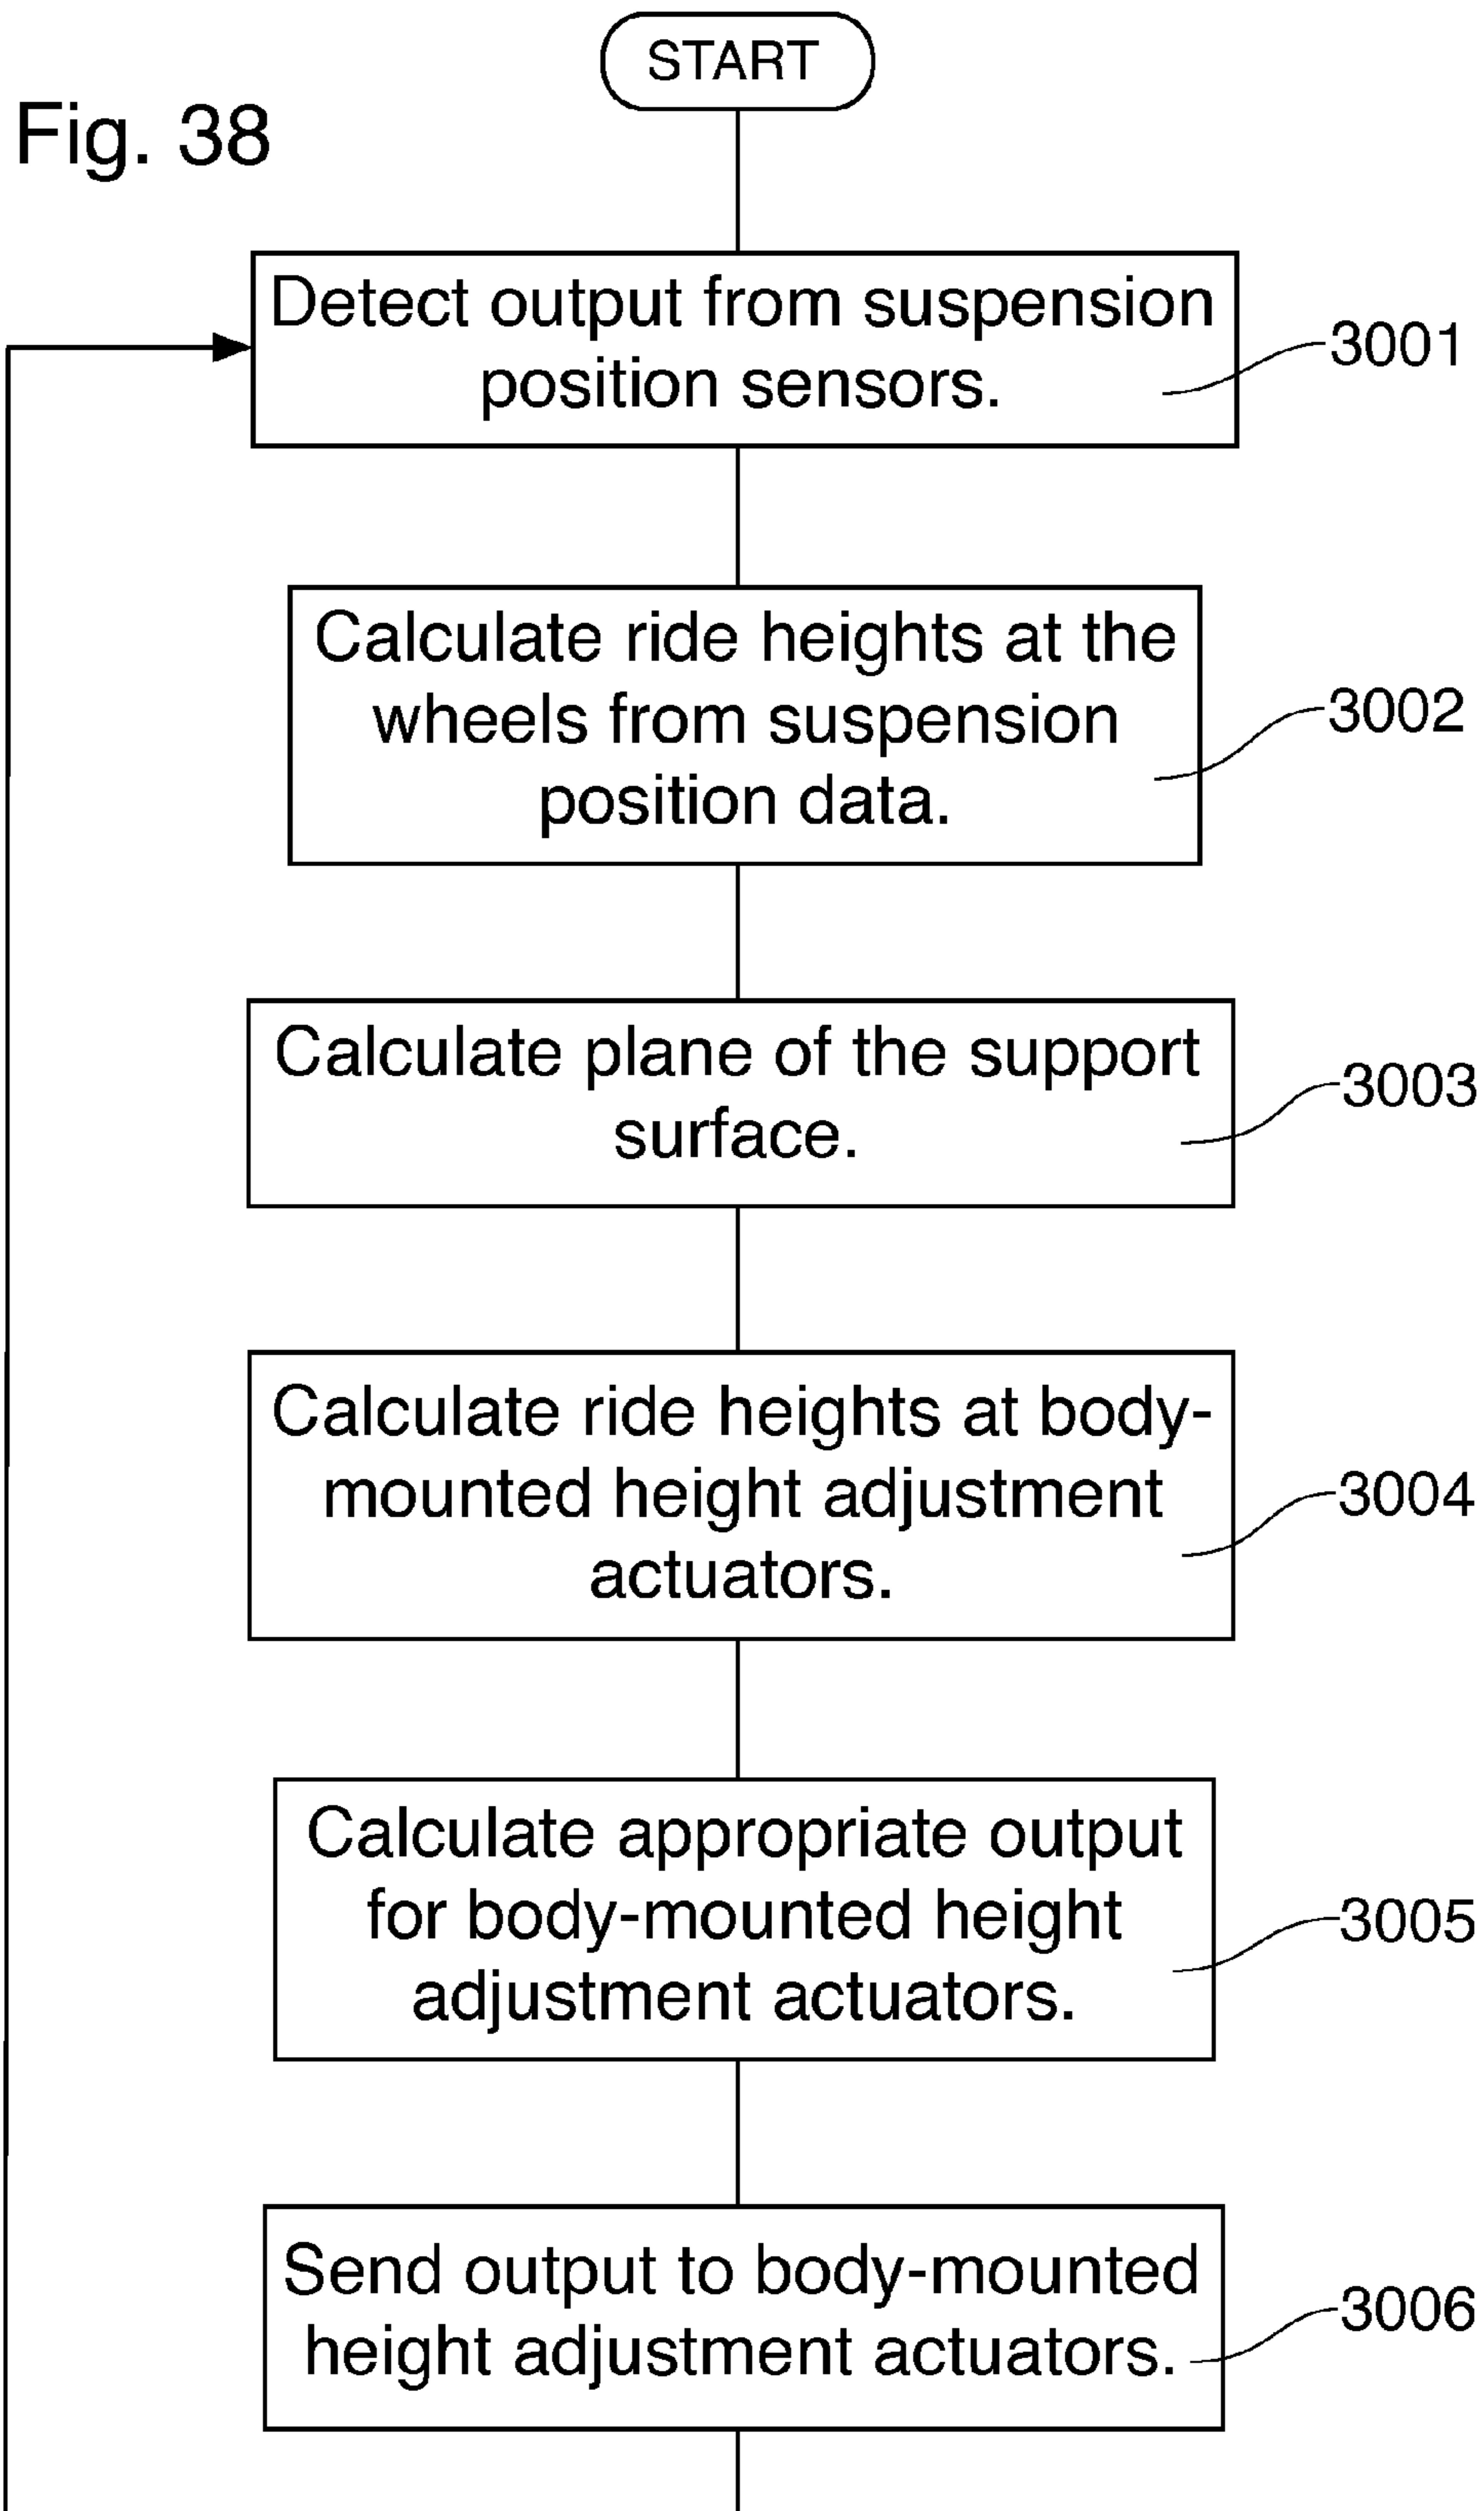 START
Fig. 38
Detect output from suspension
position sensors.
3001
Calculate ride heights at the
wheels from suspension
position data.
3002
Calculate plane of the support
surface.
3003
Calculate ride heights at body-
mounted height adjustment
actuators.
3004
Calculate appropriate output
for body-mounted height
adjustment actuators.
3005
Send output to body-mounted
height adjustment actuators.
3006